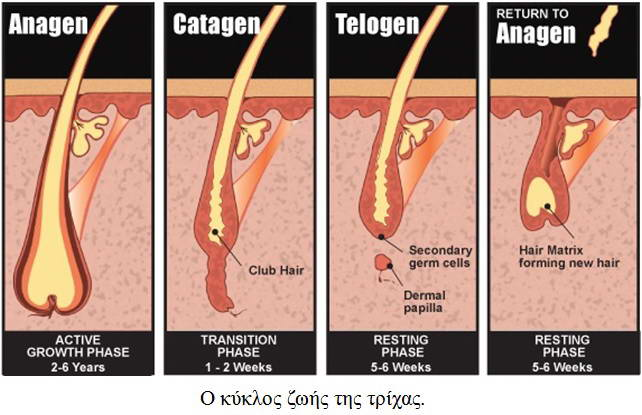 Anagen
Catagen
Telogen
RETURN TO
Anagen
Club Hair
Secondary
germ cells
Dermal
papilla
Hair Matrix
forming new hair
ACTIVE
GROWTH PHASE
2-6 Years
TRANSITION
PHASE
1 - 2 Weeks
RESTING
PHASE
5-6 Weeks
RESTING
PHASE
5-6 Weeks
Ο κύκλος ζωής της τρίχας.